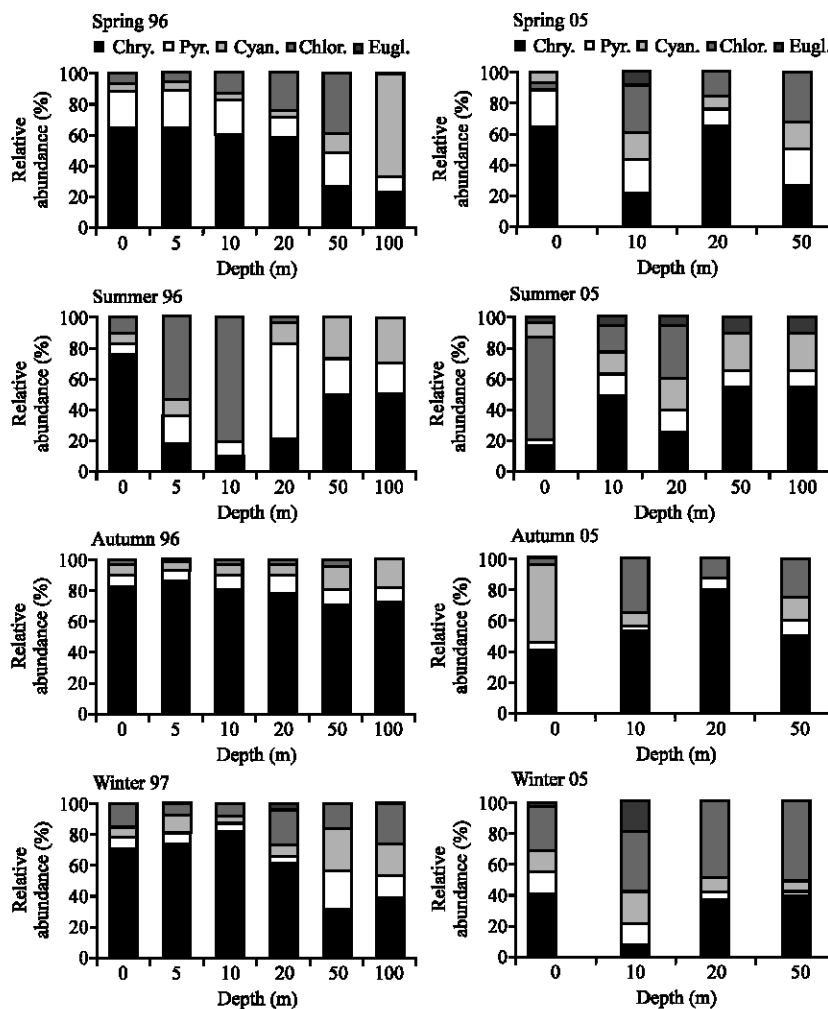 Spring 96
Chry. Pyr. Cyan. Chlor. Eugl.
100
80
60
40
20
0
Relative
abundance (%)
0 5 10 20 50 100
Depth (m)
Spring 05
Chry. Pyr. Cyan. Chlor. Eugl.
100
80
60
40
20
0
Relative
abundance (%)
0 10 20 50
Depth (m)
Summer 96
100
80
60
40
20
0
Relative
abundance (%)
0 5 10 20 50 100
Depth (m)
Summer 05
100
80
60
40
20
0
Relative
abundance (%)
0 10 20 50 100
Depth (m)
Autumn 96
100
80
60
40
20
0
Relative
abundance (%)
0 5 10 20 50 100
Depth (m)
Autumn 05
100
80
60
40
20
0
Relative
abundance (%)
0 10 20 50
Depth (m)
Winter 97
100
80
60
40
20
0
Relative
abundance (%)
0 5 10 20 50 100
Depth (m)
Winter 05
100
80
60
40
20
0
Relative
abundance (%)
0 10 20 50
Depth (m)